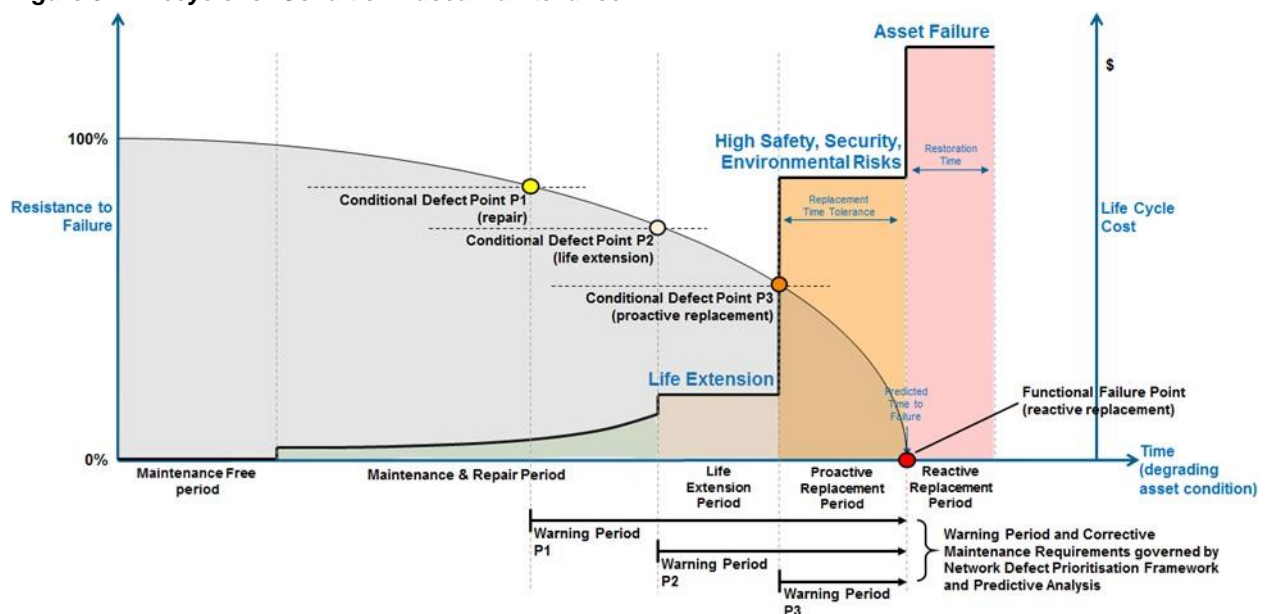 Asset Failure
$
100%
High Safety, Security,
Environmental Risks
Restoration
Time
Conditional Defect Point P1
(repair)
Replacement
Time Tolerance
Resistance to
Failure
Life Cycle
Cost
Conditional Defect Point P2
(life extension)
Conditional Defect Point P3
(proactive replacement)
Life Extension
Predicted
Time to
Failure
Functional Failure Point
(reactive replacement)
0%
Time
(degrading
asset condition)
Maintenance Free
period
Maintenance & Repair Period
Life
Extension
Period
Proactive
Replacement
Period
Reactive
Replacement
Period
Warning Period
P1
Warning Period
P2
Warning Period
P3
Warning Period and Corrective
Maintenance Requirements governed by
Network Defect Prioritisation Framework
and Predictive Analysis